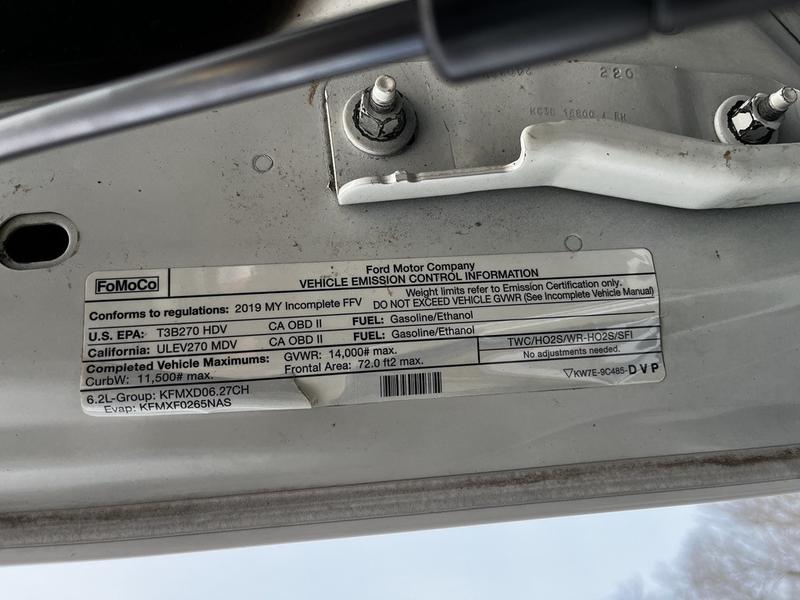 220
FoMoCo
Ford Motor Company
VEHICLE EMISSION CONTROL INFORMATION
Conforms to regulations: 2019 MY Incomplete FFV
Weight limits refer to Emission Certification only.
DO NOT EXCEED VEHICLE GVWR (See Incomplete Vehicle Manual)
U.S. EPA: T3B270 HDV CA OBD II FUEL: Gasoline/Ethanol
California: ULEV270 MDV CA OBD II FUEL: Gasoline/Ethanol
Completed Vehicle Maximums: GVWR: 14,000# max.
CurbW: 11,500# max. Frontal Area: 72.0 ft2 max.
TWC/HO2S/WR-HO2S/SFI
No adjustments needed.
6.2L-Group: KFMXD06.27CH
Evap: KFMXF0265NAS
KW7E-9C485-DVP